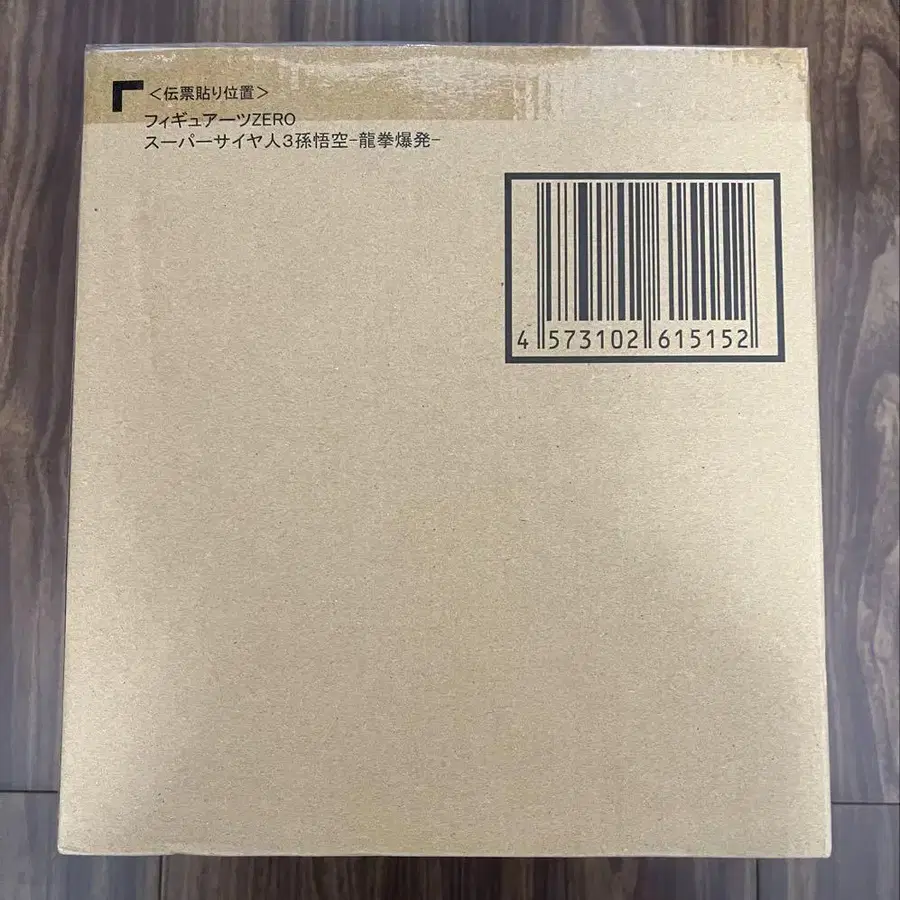 ＜伝票貼り位置＞
フィギュアーツZERO
スーパーサイヤ人3孫悟空-龍拳爆発-
4 573102 615152